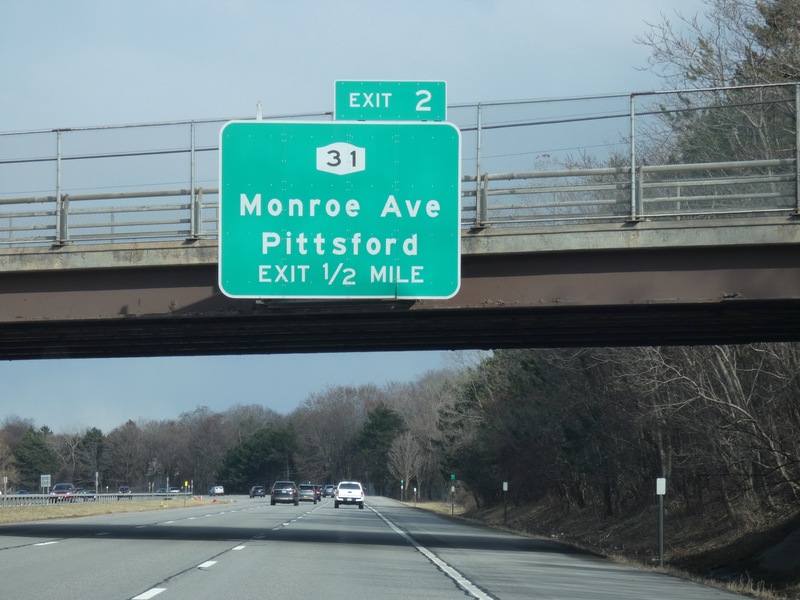 EXIT 2
31
Monroe Ave
Pittsford
EXIT 1/2 MILE